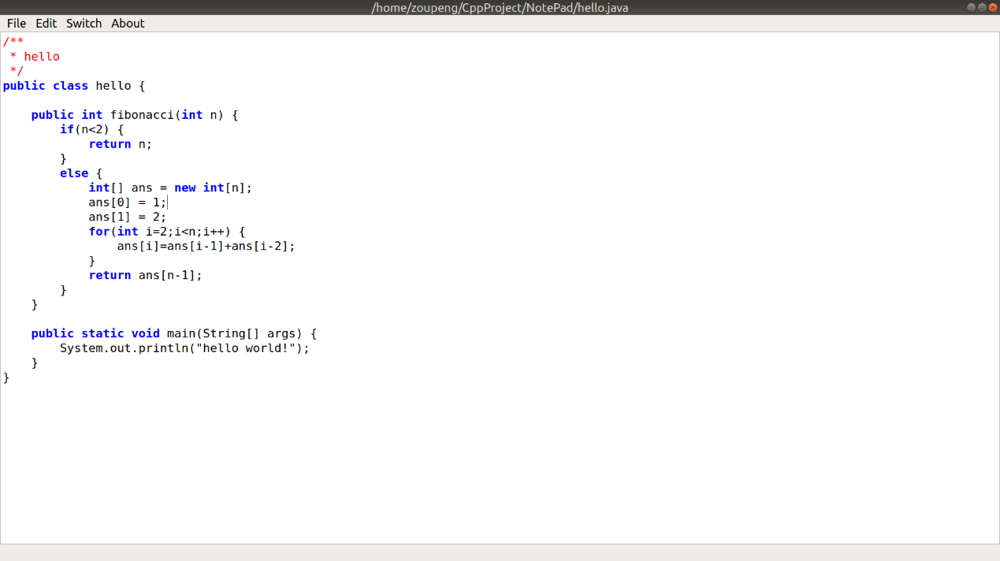 /home/zoupeng/CppProject/NotePad/hello.java
File Edit Switch About
/**
 * hello
 */
public class hello {

    public int fibonacci(int n) {
        if(n<2) {
            return n;
        }
        else {
            int[] ans = new int[n];
            ans[0] = 1;
            ans[1] = 2;
            for(int i=2;i<n;i++) {
                ans[i]=ans[i-1]+ans[i-2];
            }
            return ans[n-1];
        }
    }

    public static void main(String[] args) {
        System.out.println("hello world!");
    }
}